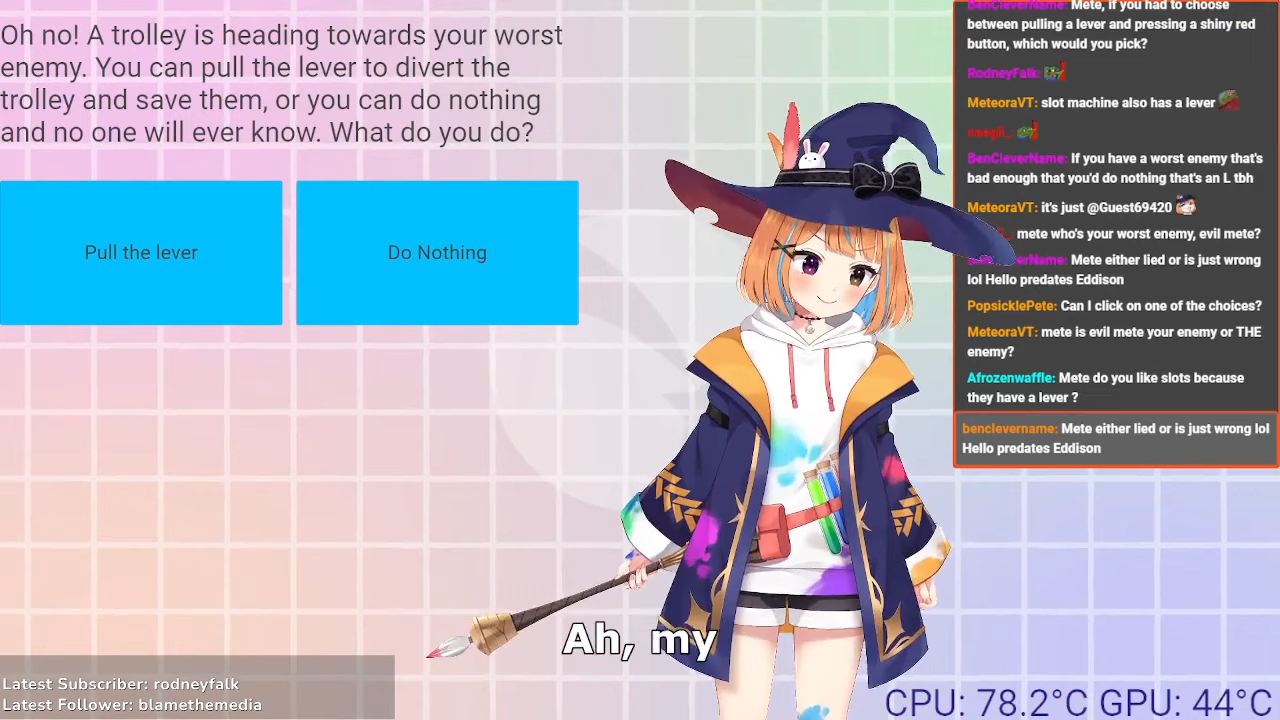 Oh no! A trolley is heading towards your worst
enemy. You can pull the lever to divert the
trolley and save them, or you can do nothing
and no one will ever know. What do you do?
Pull the lever
Do Nothing
BenCleverName: Mete, if you had to choose
between pulling a lever and pressing a shiny red
button, which would you pick?
RodneyFalk:
MeteoraVT: slot machine also has a lever
BenCleverName: If you have a worst enemy that's
bad enough that you'd do nothing that's an L tbh
MeteoraVT: it's just @Guest69420
mete who's your worst enemy, evil mete?
Mete either lied or is just wrong
lol Hello predates Eddison
PopsicklePete: Can I click on one of the choices?
MeteoraVT: mete is evil mete your enemy or THE
enemy?
Afrozenwaffle: Mete do you like slots because
they have a lever ?
benclevername: Mete either lied or is just wrong lol
Hello predates Eddison
Ah, my
Latest Subscriber: rodneyfalk
Latest Follower: blamethemedia
CPU: 78.2°C GPU: 44°C